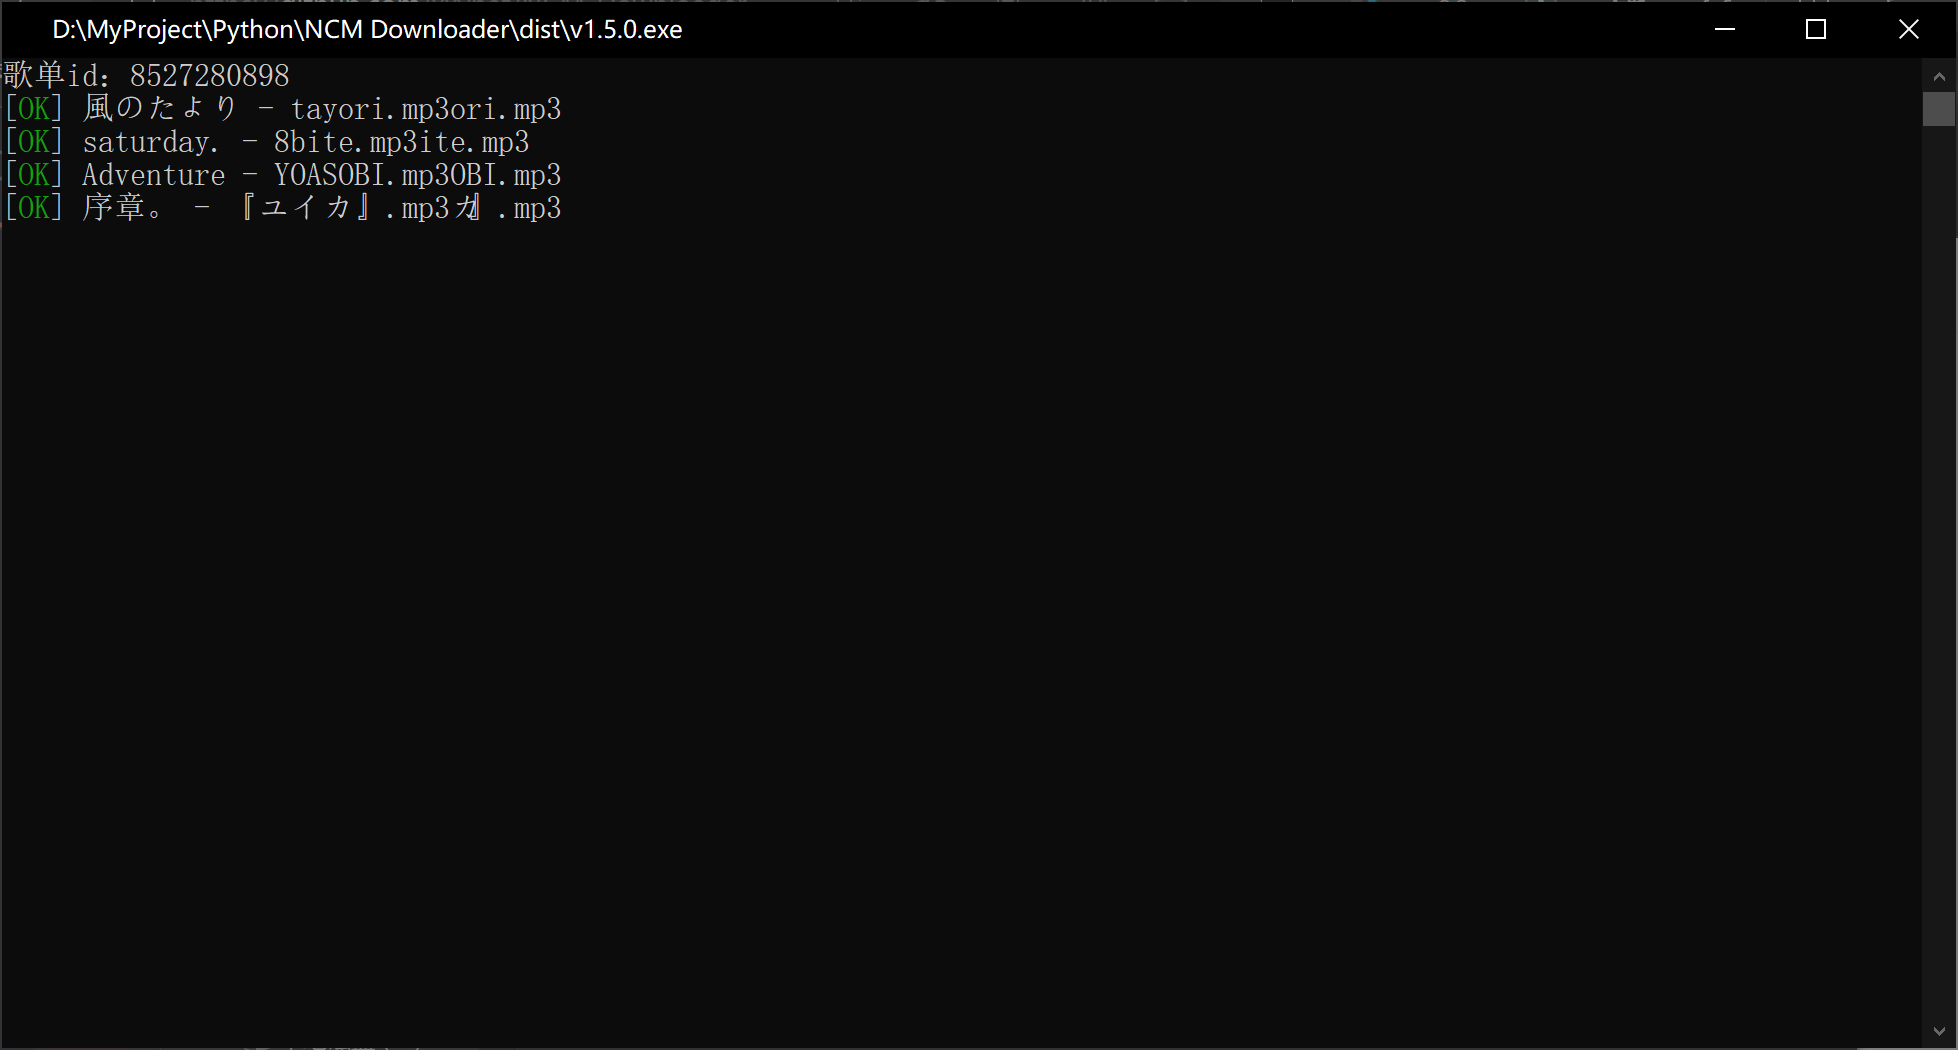 D:\MyProject\Python\NCM Downloader\dist\v1.5.0.exe
歌单id：8527280898
[OK] 風のたより - tayori.mp3ori.mp3
[OK] saturday. - 8bite.mp3ite.mp3
[OK] Adventure - YOASOBI.mp3OBI.mp3
[OK] 序章。 - 『ユイカ』.mp3カ』.mp3